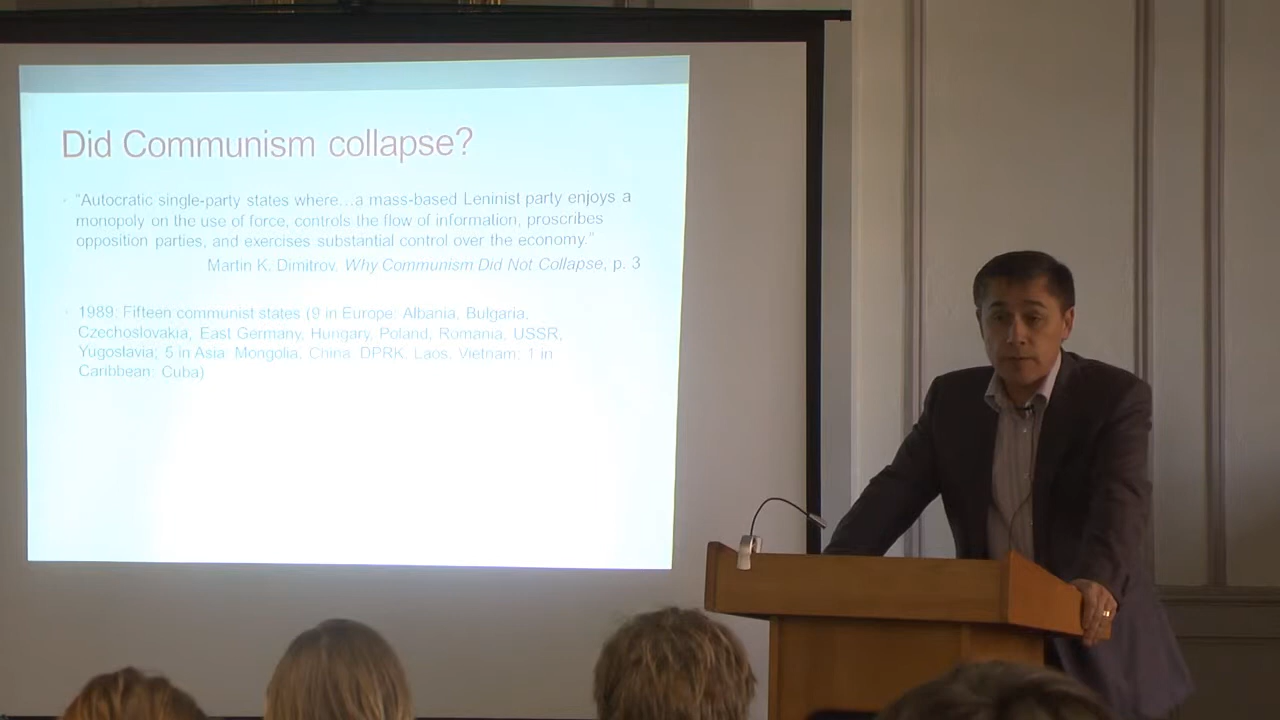 Did Communism collapse?
“Autocratic single-party states where…a mass-based Leninist party enjoys a
monopoly on the use of force, controls the flow of information, proscribes
opposition parties, and exercises substantial control over the economy.”
Martin K. Dimitrov. Why Communism Did Not Collapse, p. 3
1989: Fifteen communist states (9 in Europe: Albania, Bulgaria,
Czechoslovakia, East Germany, Hungary, Poland, Romania, USSR,
Yugoslavia; 5 in Asia: Mongolia, China, DPRK, Laos, Vietnam; 1 in
Caribbean: Cuba)